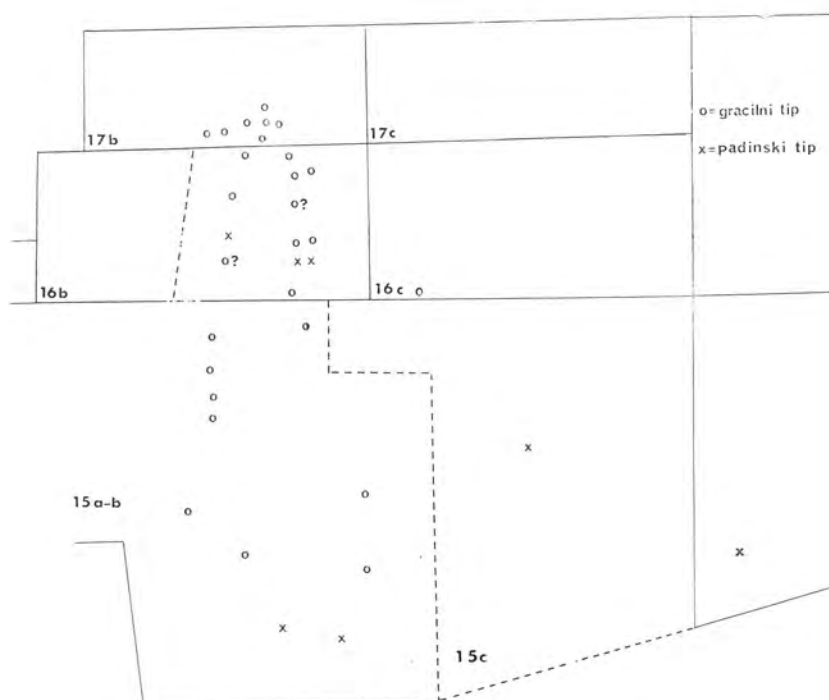 o=gracilni tip
17b
17c
x=padinski tip
o?
o?
16b
16c
15a-b
15c